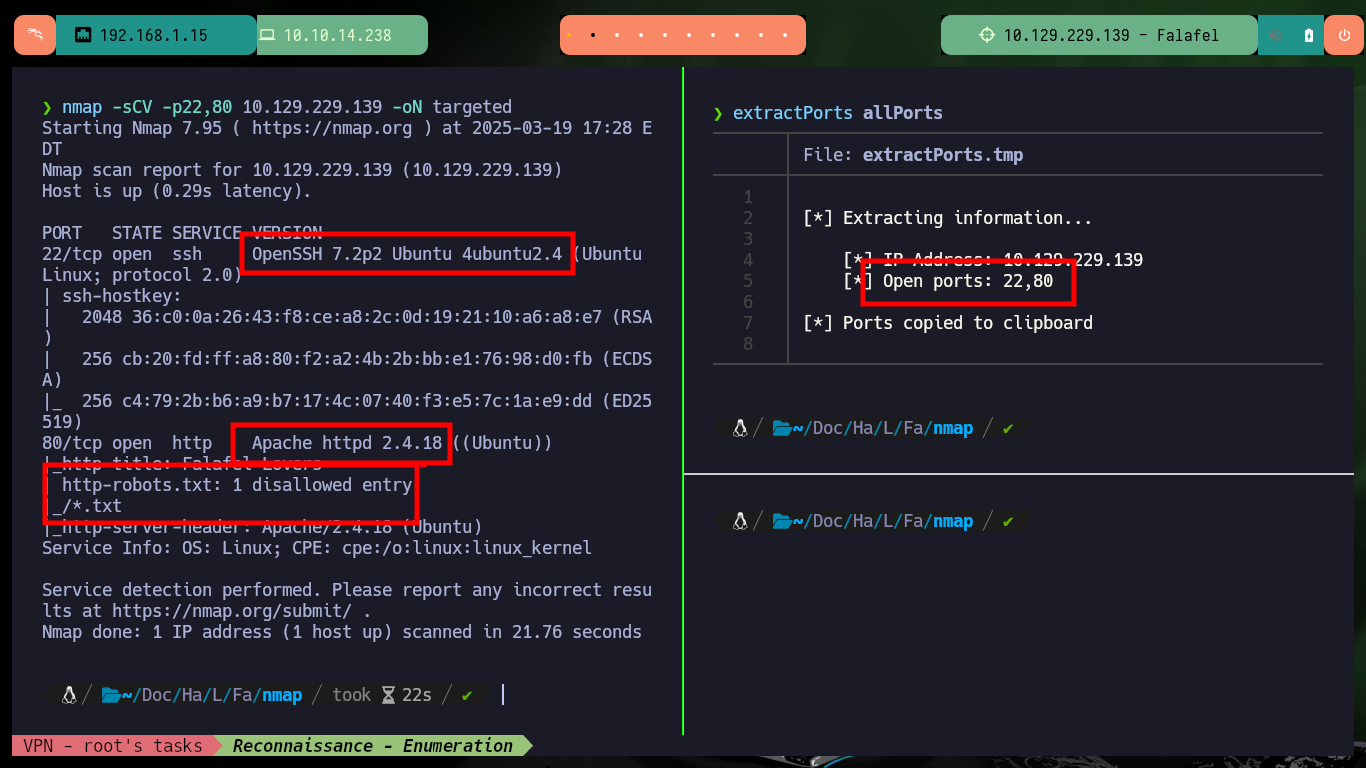 192.168.1.15
10.10.14.238
10.129.229.139 - Falafel
❯ nmap -sCV -p22,80 10.129.229.139 -oN targeted
Starting Nmap 7.95 ( https://nmap.org ) at 2025-03-19 17:28 E
DT
Nmap scan report for 10.129.229.139 (10.129.229.139)
Host is up (0.29s latency).
PORT   STATE SERVICE VERSION
22/tcp open  ssh     OpenSSH 7.2p2 Ubuntu 4ubuntu2.4 (Ubuntu
Linux; protocol 2.0)
| ssh-hostkey:
|   2048 36:c0:0a:26:43:f8:ce:a8:2c:0d:19:21:10:a6:a8:e7 (RSA
)
|   256 cb:20:fd:ff:a8:80:f2:a2:4b:2b:bb:e1:76:98:d0:fb (ECDS
A)
|_  256 c4:79:2b:b6:a9:b7:17:4c:07:40:f3:e5:7c:1a:e9:dd (ED25
519)
80/tcp open  http    Apache httpd 2.4.18 ((Ubuntu))
|_http-title: Falafel Lovers
| http-robots.txt: 1 disallowed entry
|_/*.txt
|_http-server-header: Apache/2.4.18 (Ubuntu)
Service Info: OS: Linux; CPE: cpe:/o:linux:linux_kernel
Service detection performed. Please report any incorrect resu
lts at https://nmap.org/submit/ .
Nmap done: 1 IP address (1 host up) scanned in 21.76 seconds
~/Doc/Ha/L/Fa/nmap / took 22s / ✔
❯ extractPorts allPorts
File: extractPorts.tmp
1
2 [*] Extracting information...
3
4 [*] IP Address: 10.129.229.139
5 [*] Open ports: 22,80
6
7 [*] Ports copied to clipboard
8
~/Doc/Ha/L/Fa/nmap / ✔
~/Doc/Ha/L/Fa/nmap / ✔
VPN - root's tasks
Reconnaissance - Enumeration